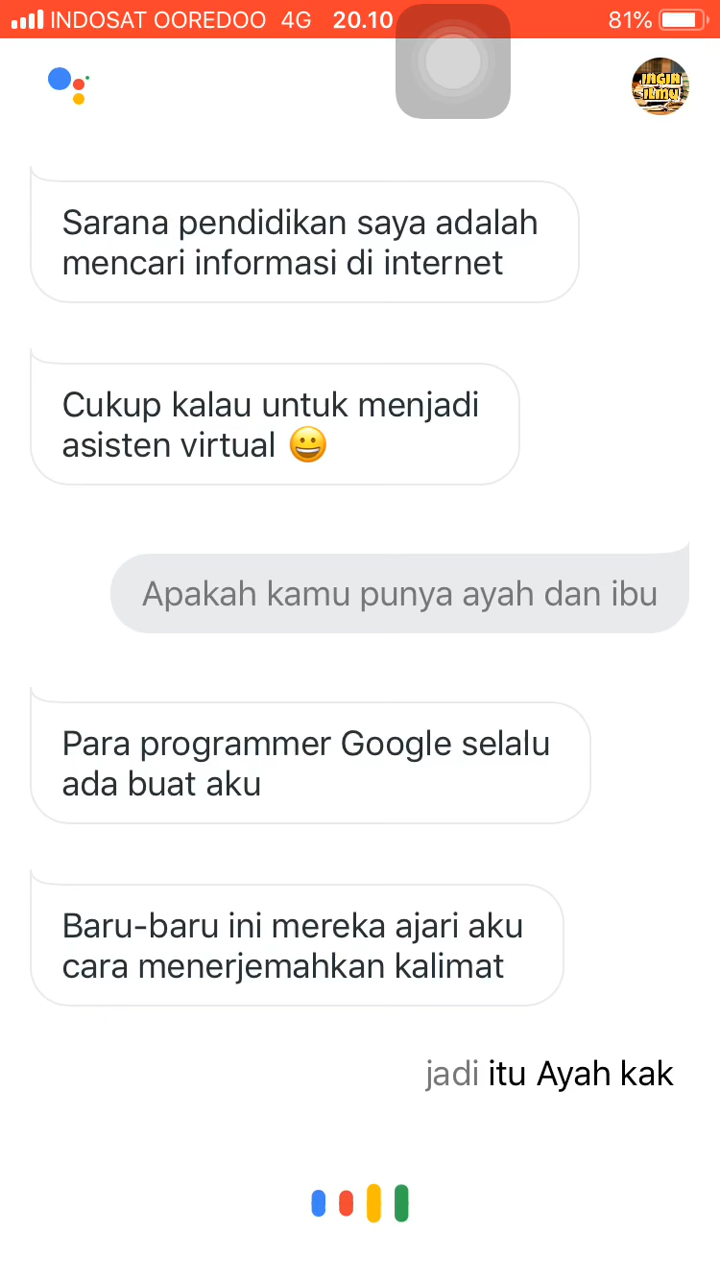 INDOSAT OOREDOO 4G 20.10 81%
JAGIR
ILMU
Sarana pendidikan saya adalah
mencari informasi di internet
Cukup kalau untuk menjadi
asisten virtual 😀
Apakah kamu punya ayah dan ibu
Para programmer Google selalu
ada buat aku
Baru-baru ini mereka ajari aku
cara menerjemahkan kalimat
jadi itu Ayah kak